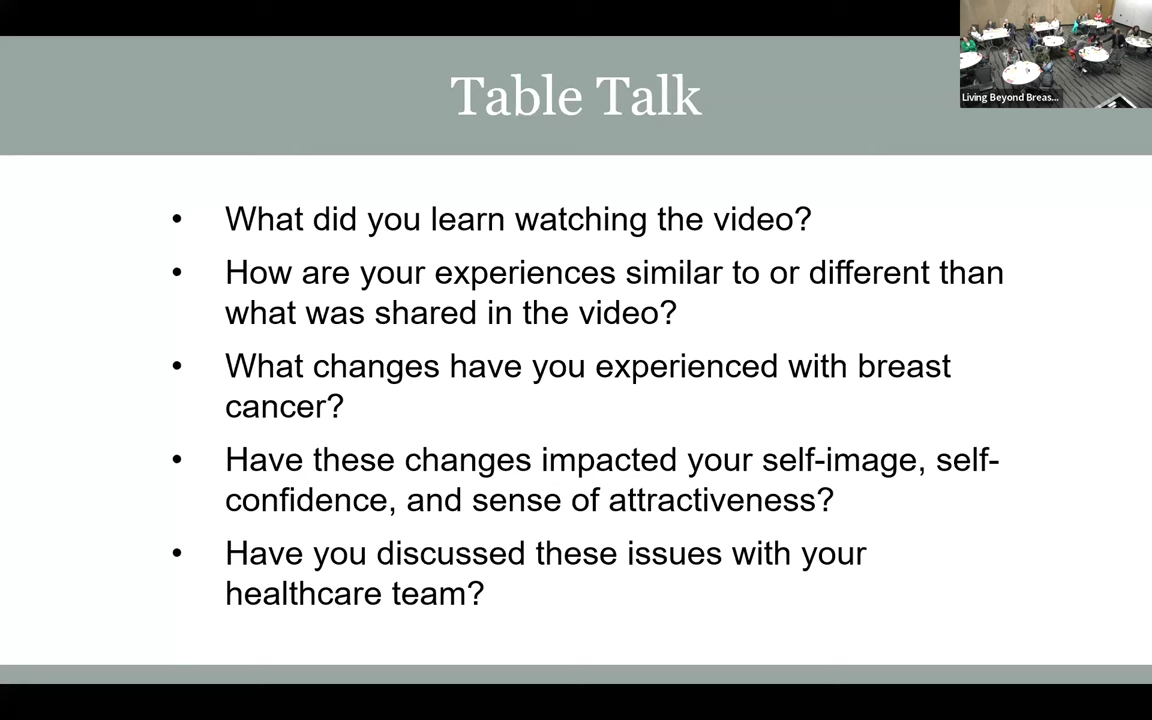 Table Talk
Living Beyond Breas...
• What did you learn watching the video?
• How are your experiences similar to or different than
what was shared in the video?
• What changes have you experienced with breast
cancer?
• Have these changes impacted your self-image, self-
confidence, and sense of attractiveness?
• Have you discussed these issues with your
healthcare team?